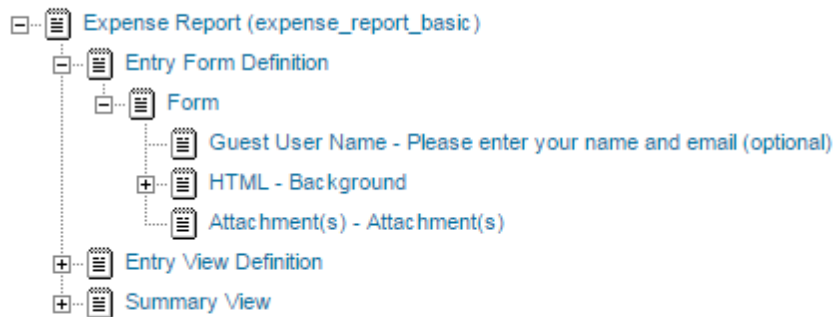 Expense Report (expense_report_basic)
Entry Form Definition
Form
Guest User Name - Please enter your name and email (optional)
HTML - Background
Attachment(s) - Attachment(s)
Entry View Definition
Summary View